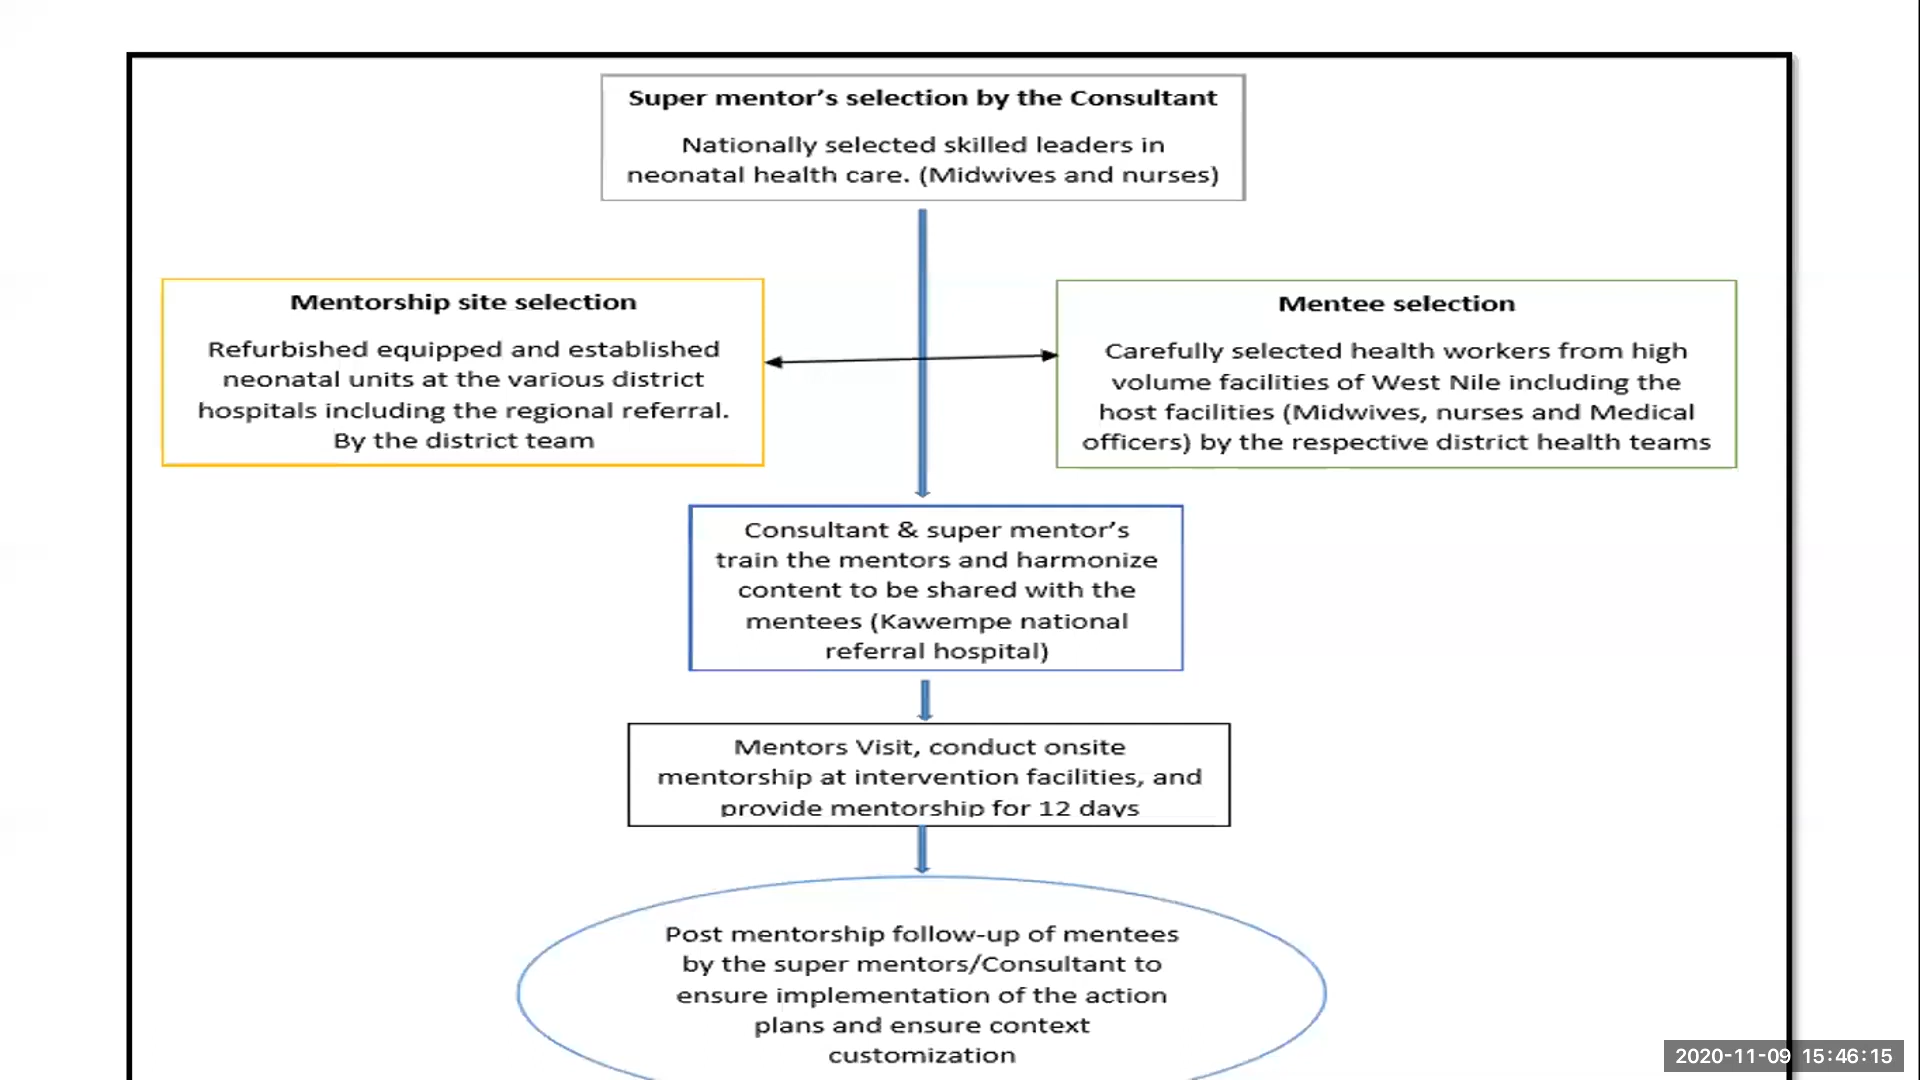 Super mentor’s selection by the Consultant
Nationally selected skilled leaders in
neonatal health care. (Midwives and nurses)
Mentorship site selection
Refurbished equipped and established
neonatal units at the various district
hospitals including the regional referral.
By the district team
Mentee selection
Carefully selected health workers from high
volume facilities of West Nile including the
host facilities (Midwives, nurses and Medical
officers) by the respective district health teams
Consultant & super mentor’s
train the mentors and harmonize
content to be shared with the
mentees (Kawempe national
referral hospital)
Mentors Visit, conduct onsite
mentorship at intervention facilities, and
provide mentorship for 12 days
Post mentorship follow-up of mentees
by the super mentors/Consultant to
ensure implementation of the action
plans and ensure context
customization
2020-11-09 15:46:15